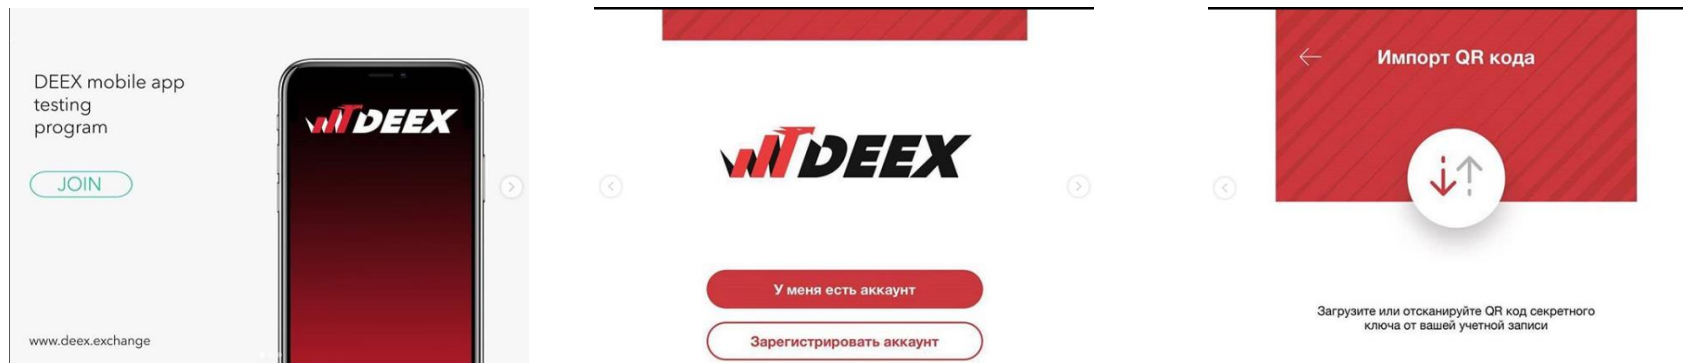 DEEX mobile app
testing
program
JOIN
www.deex.exchange
DEEX
DEEX
У меня есть аккаунт
Зарегистрировать аккаунт
Импорт QR кода
Загрузите или отсканируйте QR код секретного
ключа от вашей учетной записи